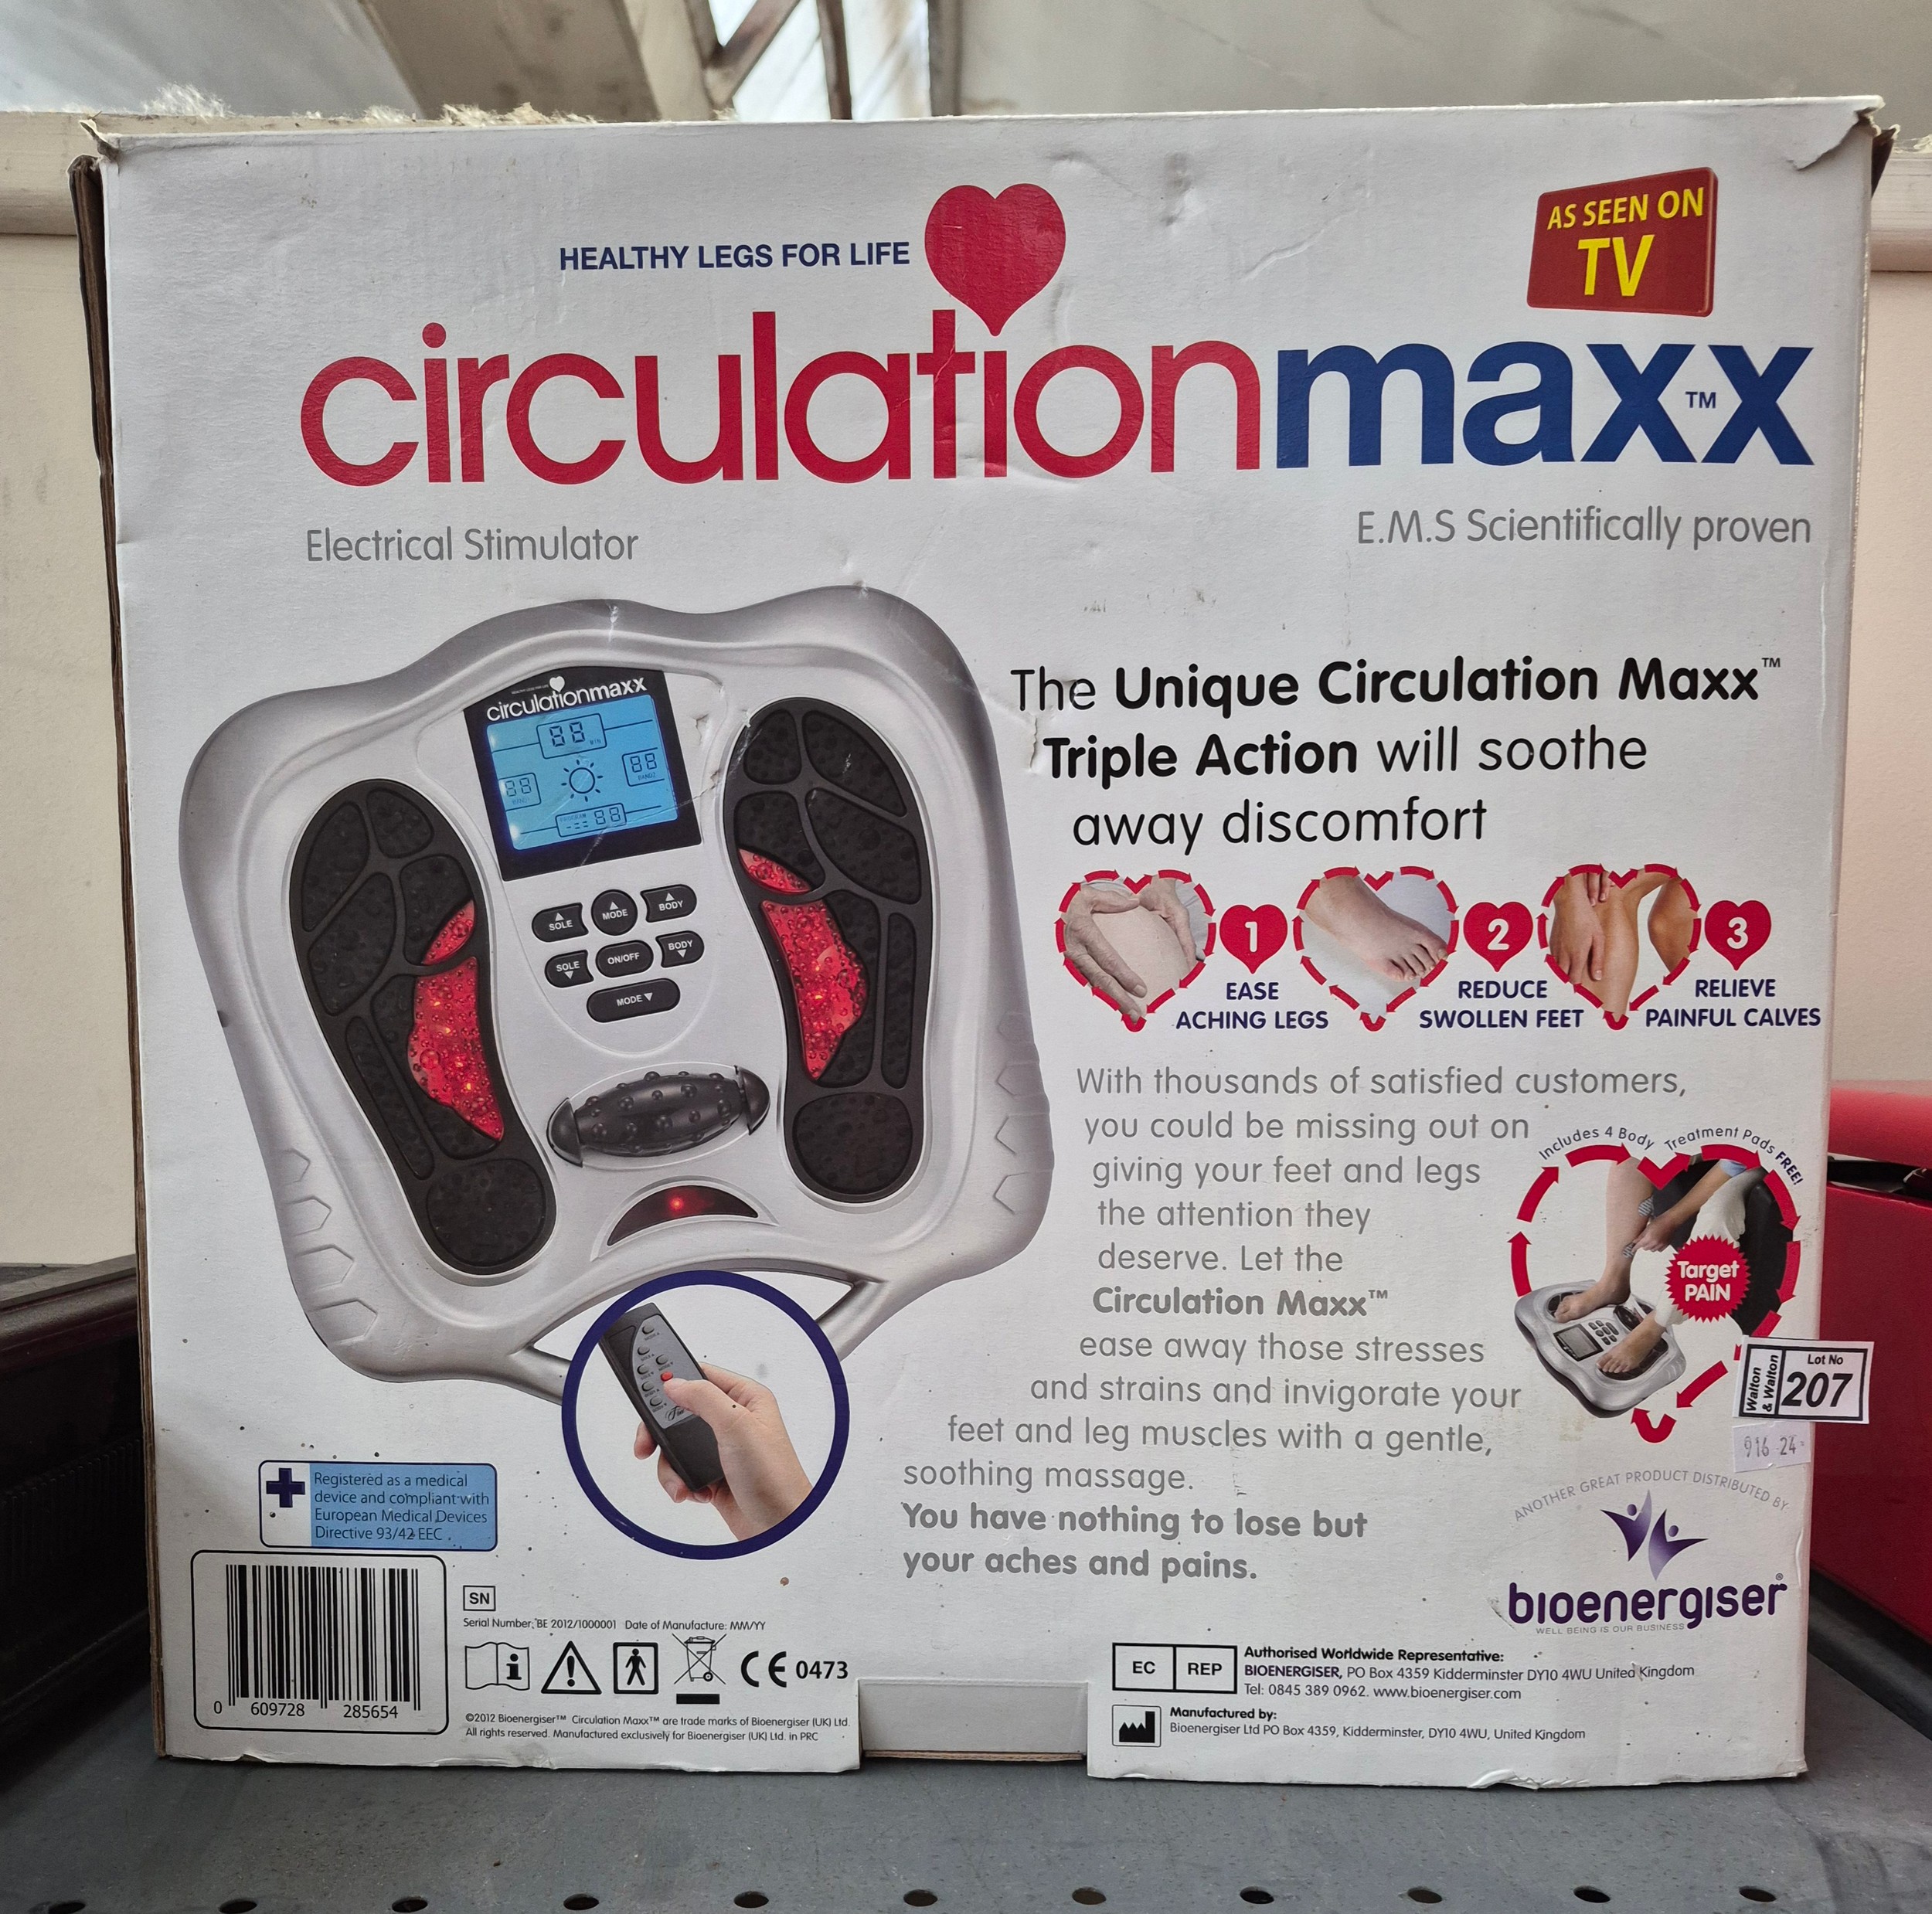 AS SEEN ON
TV
HEALTHY LEGS FOR LIFE
circulationmaxx™
Electrical Stimulator
E.M.S Scientifically proven
The Unique Circulation Maxx™
Triple Action will soothe
away discomfort
circulationmaxx
88 MIN
88
88
88
SOLE
MODE
BODY
SOLE
ON/OFF
BODY
MODE
1
EASE
ACHING LEGS
2
REDUCE
SWOLLEN FEET
3
RELIEVE
PAINFUL CALVES
With thousands of satisfied customers,
you could be missing out on
giving your feet and legs
the attention they
deserve. Let the
Circulation Maxx™
ease away those stresses
and strains and invigorate your
feet and leg muscles with a gentle,
soothing massage.
You have nothing to lose but
your aches and pains.
Includes 4 Body Treatment Pads FREE!
Target
PAIN
Walton
& Walton
Lot No
207
916 24
ANOTHER GREAT PRODUCT DISTRIBUTED BY
bioenergiser®
WELL BEING IS OUR BUSINESS
Registered as a medical
device and compliant with
European Medical Devices
Directive 93/42 EEC
0 609728 285654
SN
Serial Number: BE 2012/1000001 Date of Manufacture: MM/YY
CE 0473
©2012 Bioenergiser™ Circulation Maxx™ are trade marks of Bioenergiser (UK) Ltd.
All rights reserved. Manufactured exclusively for Bioenergiser (UK) Ltd. in PRC
EC REP
Authorised Worldwide Representative:
BIOENERGISER, PO Box 4359 Kidderminster DY10 4WU United Kingdom
Tel: 0845 389 0962. www.bioenergiser.com
Manufactured by:
Bioenergiser Ltd PO Box 4359, Kidderminster, DY10 4WU, United Kingdom